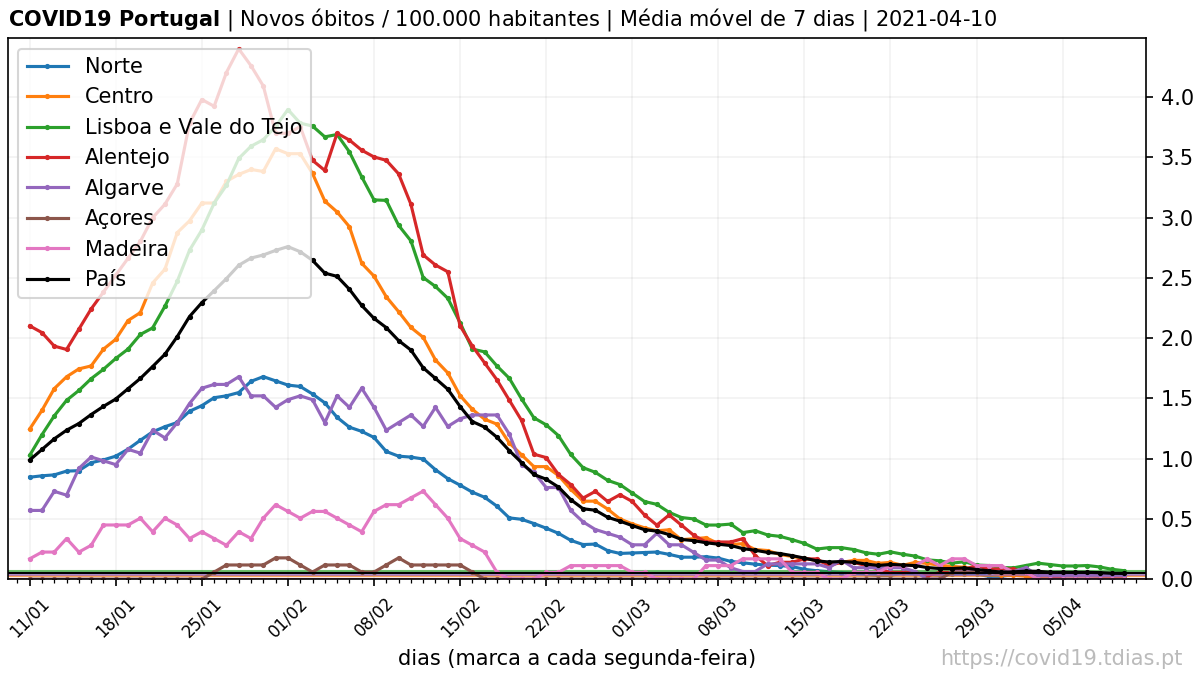 COVID19 Portugal | Novos óbitos / 100.000 habitantes | Média móvel de 7 dias | 2021-04-10
Norte
Centro
Lisboa e Vale do Tejo
Alentejo
Algarve
Açores
Madeira
País
4.0
3.5
3.0
2.5
2.0
1.5
1.0
0.5
0.0
11/01
18/01
25/01
01/02
08/02
15/02
22/02
01/03
08/03
15/03
22/03
29/03
05/04
dias (marca a cada segunda-feira)
https://covid19.tdias.pt